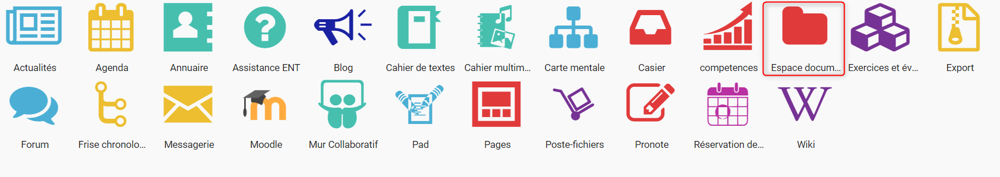 Actualités Agenda Annuaire Assistance ENT Blog Cahier de textes Cahier multim... Carte mentale Casier competences Espace docum... Exercices et év... Export
Forum Frise chronolo... Messagerie Moodle Mur Collaboratif Pad Pages Poste-fichiers Pronote Réservation de... Wiki